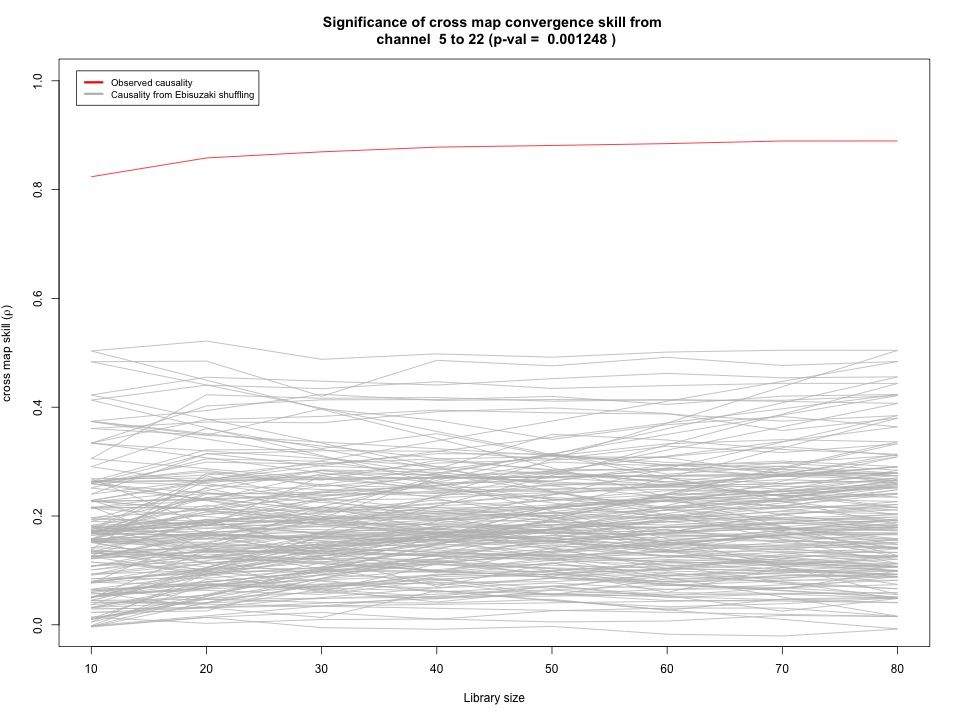 Significance of cross map convergence skill from
channel  5 to 22 (p-val =  0.001248 )
Observed causality
Causality from Ebisuzaki shuffling
cross map skill (ρ)
1.0
0.8
0.6
0.4
0.2
0.0
10 20 30 40 50 60 70 80
Library size